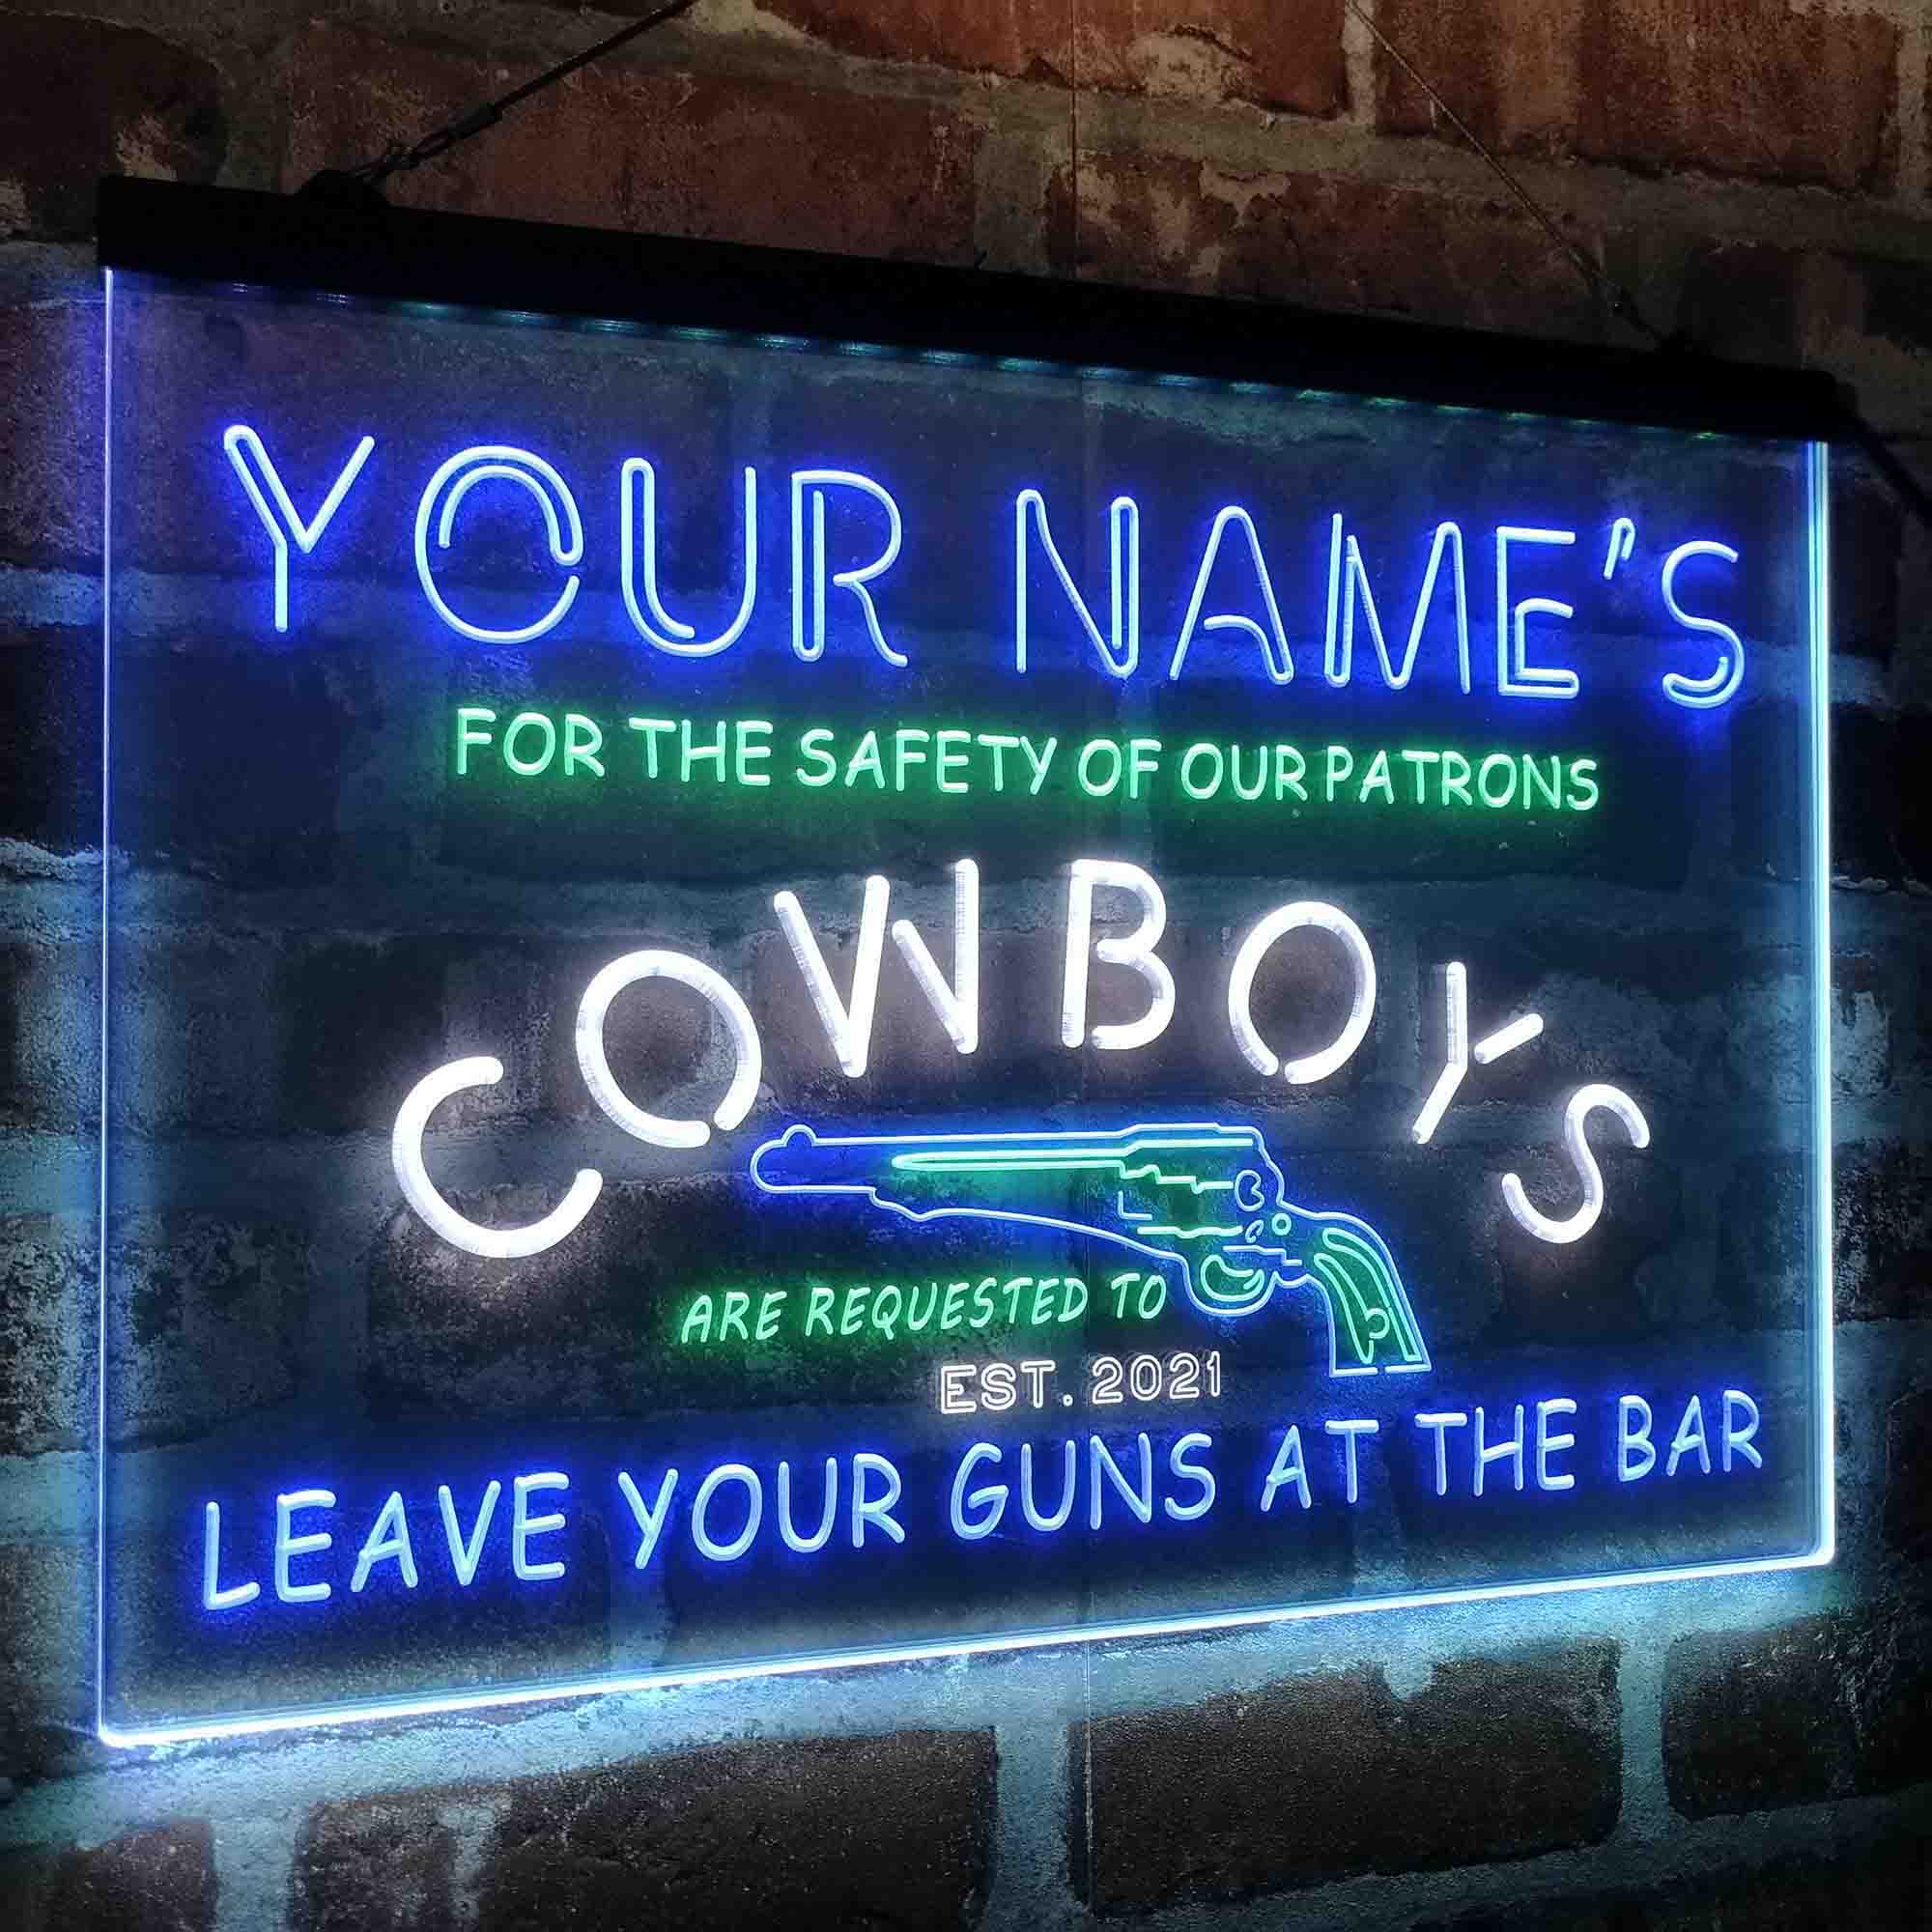 YOUR NAME'S
FOR THE SAFETY OF OUR PATRONS
COWBOYS
ARE REQUESTED TO
EST. 2021
LEAVE YOUR GUNS AT THE BAR